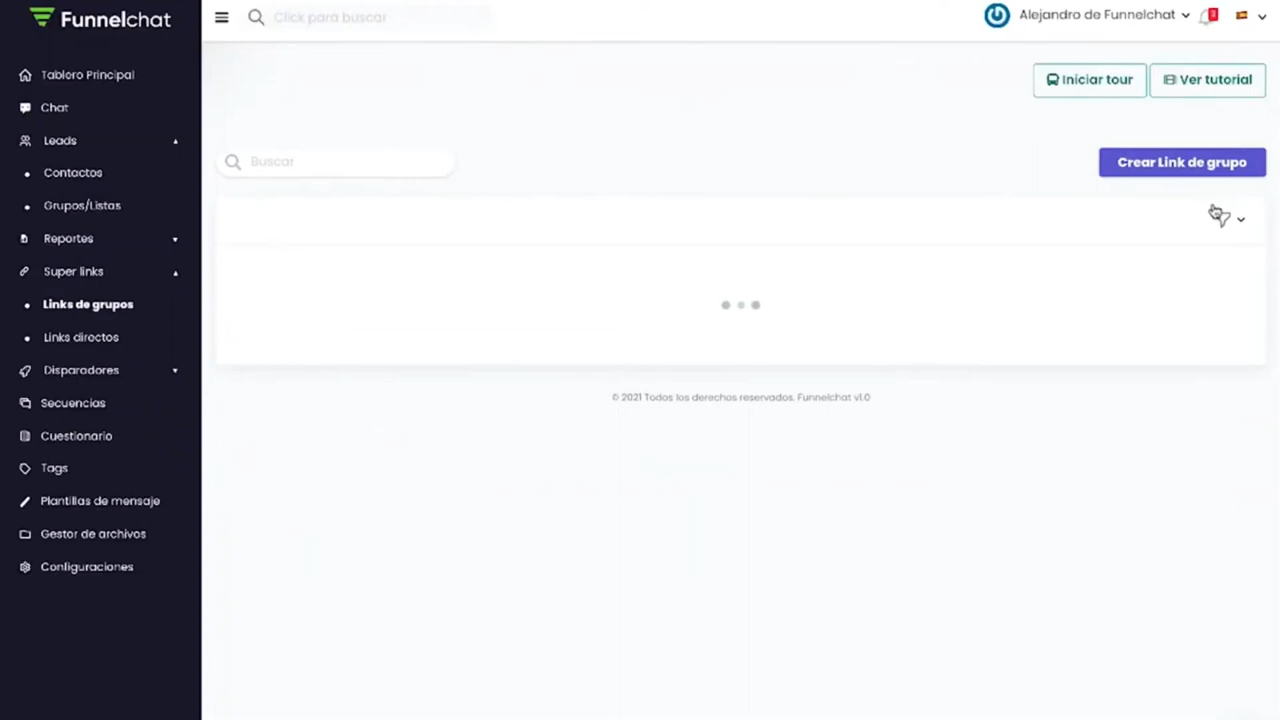 Funnelchat
Click para buscar
Alejandro de Funnelchat
Tablero Principal
Chat
Leads
Contactos
Grupos/Listas
Reportes
Super links
Links de grupos
Links directos
Disparadores
Secuencias
Cuestionario
Tags
Plantillas de mensaje
Gestor de archivos
Configuraciones
Iniciar tour
Ver tutorial
Buscar
Crear Link de grupo
© 2021 Todos los derechos reservados. Funnelchat v1.0